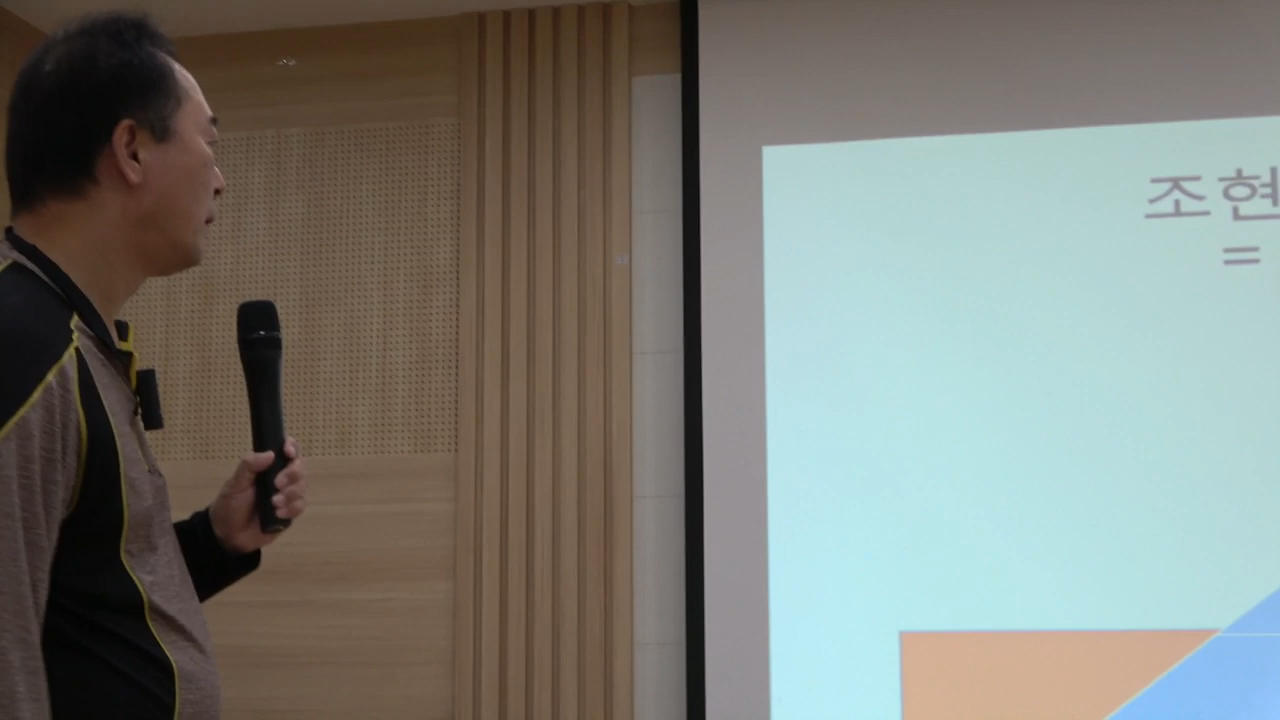 조현
=